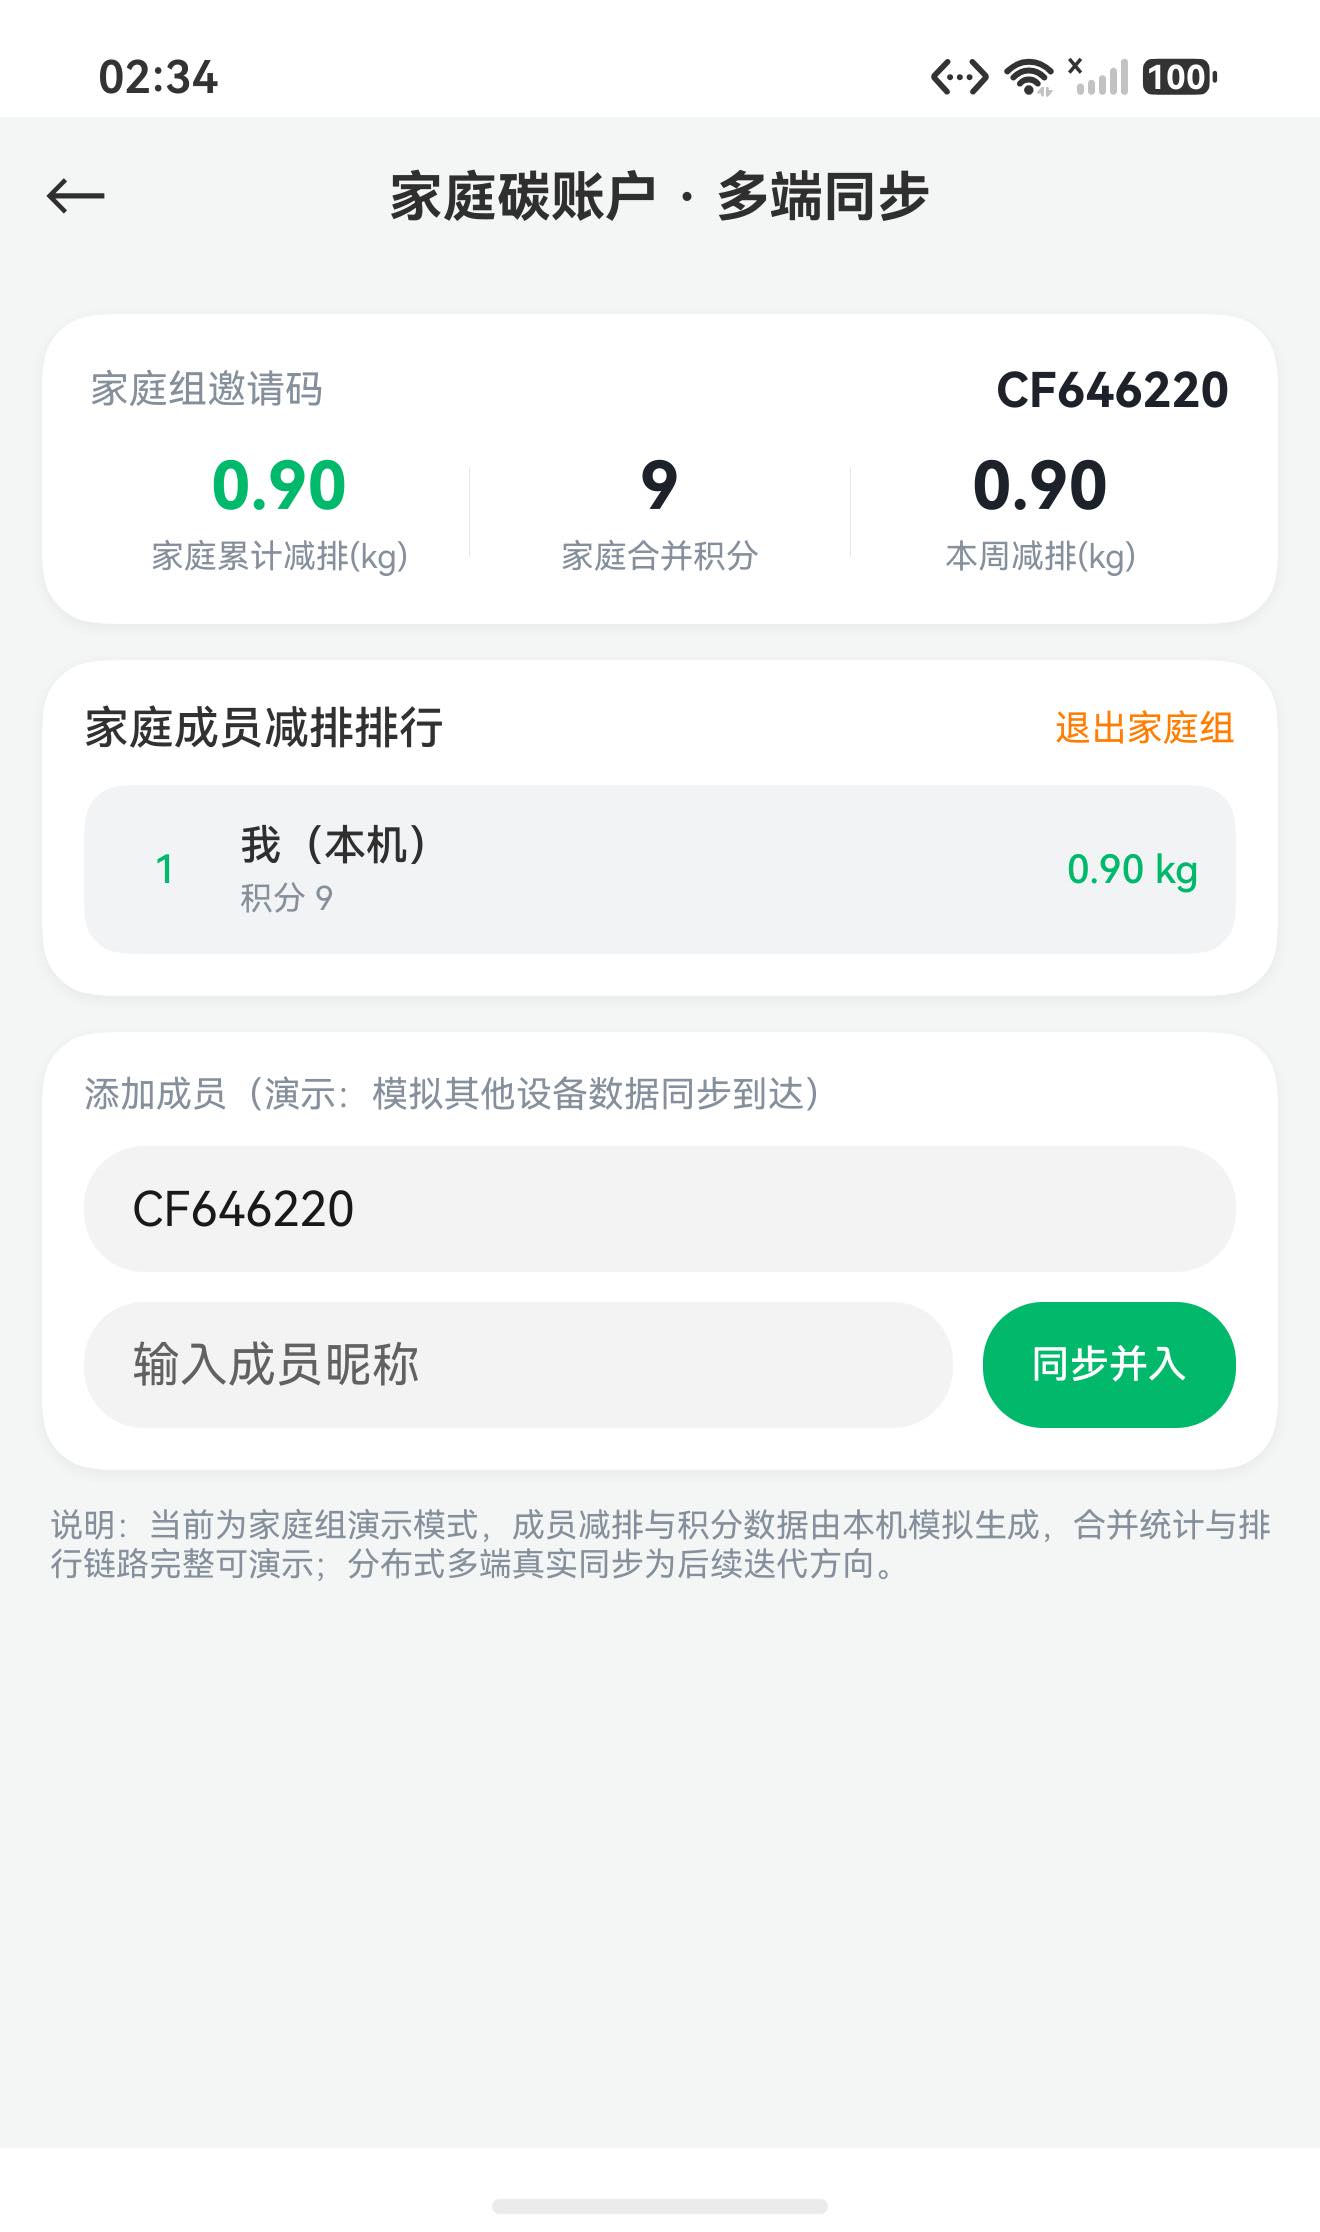 02:34
100
家庭碳账户 · 多端同步
家庭组邀请码
CF646220
0.90
9
0.90
家庭累计减排(kg)
家庭合并积分
本周减排(kg)
家庭成员减排排行
退出家庭组
1
我（本机）
积分 9
0.90 kg
添加成员（演示：模拟其他设备数据同步到达）
CF646220
输入成员昵称
同步并入
说明：当前为家庭组演示模式，成员减排与积分数据由本机模拟生成，合并统计与排
行链路完整可演示；分布式多端真实同步为后续迭代方向。